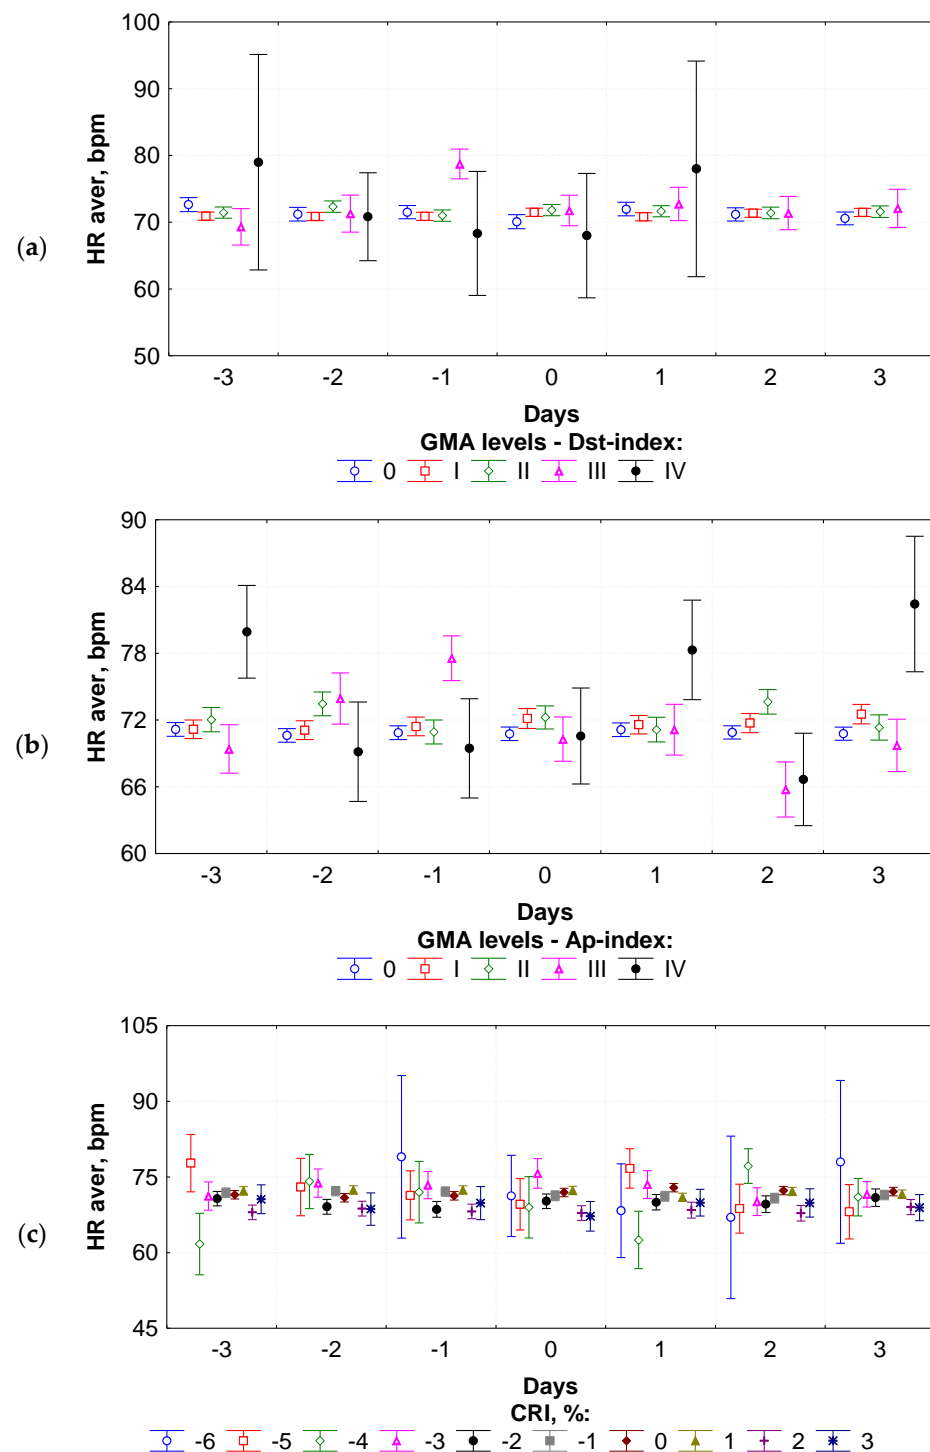 100
90
80
70
60
50
HR aver, bpm
(a)
-3 -2 -1 0 1 2 3
Days
GMA levels - Dst-index:
0 I II III IV
90
84
78
72
66
60
HR aver, bpm
(b)
-3 -2 -1 0 1 2 3
Days
GMA levels - Ap-index:
0 I II III IV
105
90
75
60
45
HR aver, bpm
(c)
-3 -2 -1 0 1 2 3
Days
CRI, %:
-6 -5 -4 -3 -2 -1 0 1 2 3